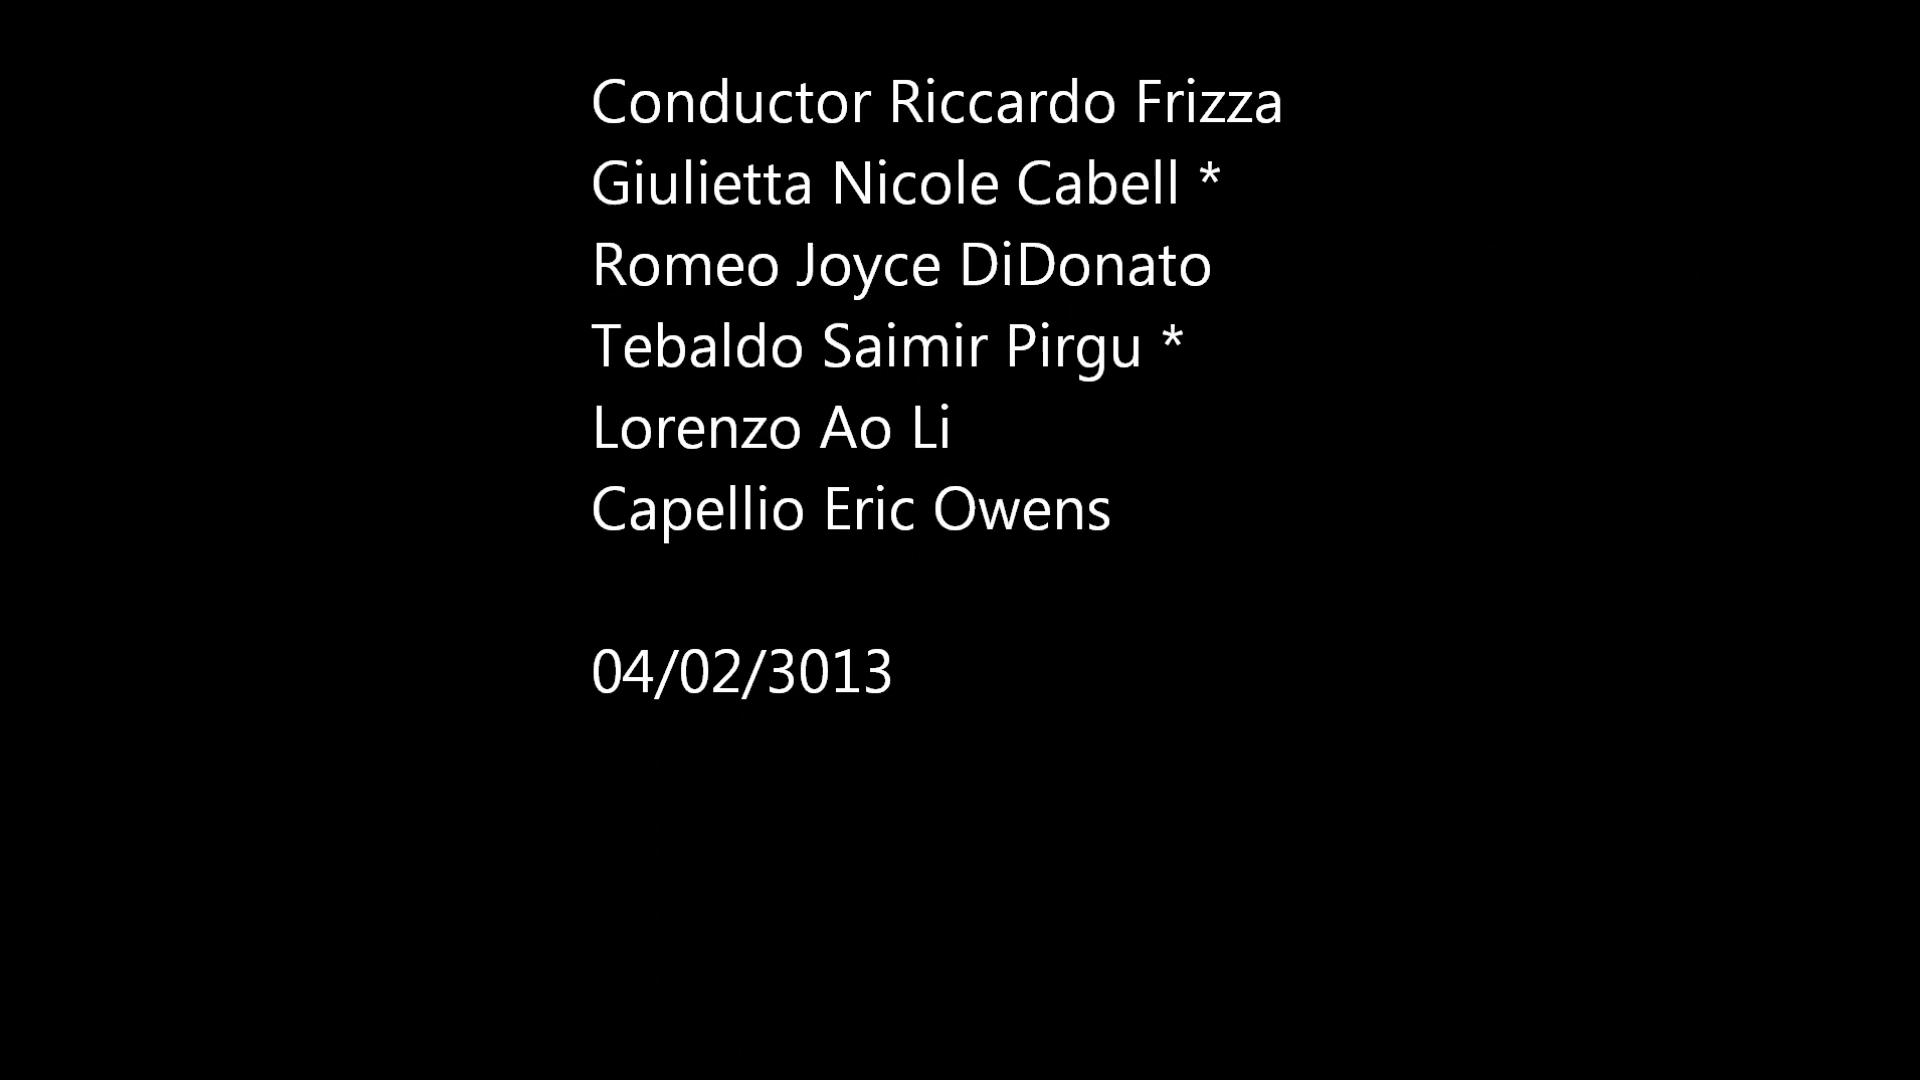 Conductor Riccardo Frizza
Giulietta Nicole Cabell *
Romeo Joyce DiDonato
Tebaldo Saimir Pirgu *
Lorenzo Ao Li
Capellio Eric Owens
04/02/3013